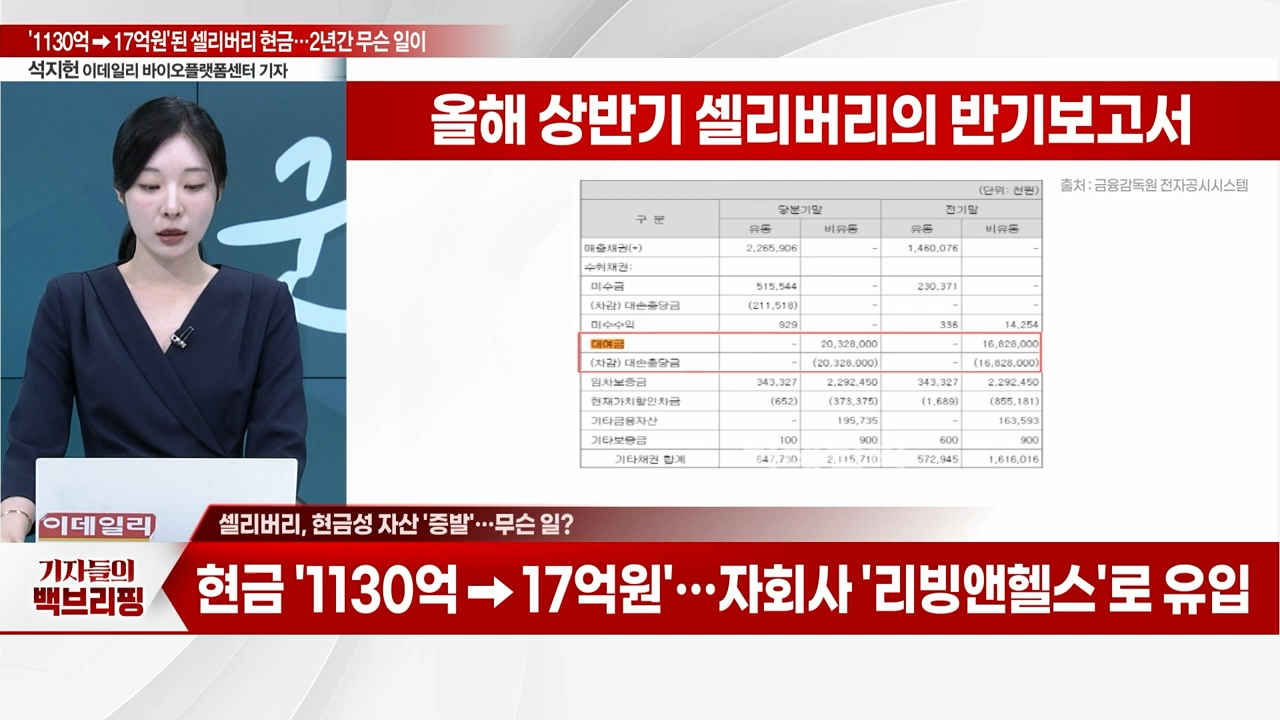 '1130억 ➡ 17억원'된 셀리버리 현금…2년간 무슨 일이
석지헌 이데일리 바이오플랫폼센터 기자
올해 상반기 셀리버리의 반기보고서
출처 : 금융감독원 전자공시시스템
(단위: 천원)
구 분 당분기말 전기말
유동 비유동 유동 비유동
매출채권(*) 2,265,906 - 1,460,076 -
수취채권:
미수금 515,544 - 230,371 -
(차감) 대손충당금 (211,518) - - -
미수수익 929 - 336 14,254
대여금 - 20,328,000 - 16,828,000
(차감) 대손충당금 - (20,328,000) - (16,828,000)
임차보증금 343,327 2,292,450 343,327 2,292,450
현재가치할인차금 (652) (373,375) (1,689) (855,181)
기타금융자산 - 195,735 - 163,593
기타보증금 100 900 600 900
기타채권 합계 647,730 2,115,710 572,945 1,616,016
이데일리
셀리버리, 현금성 자산 '증발'…무슨 일?
기자들의
백브리핑
현금 '1130억 ➡ 17억원'…자회사 '리빙앤헬스'로 유입